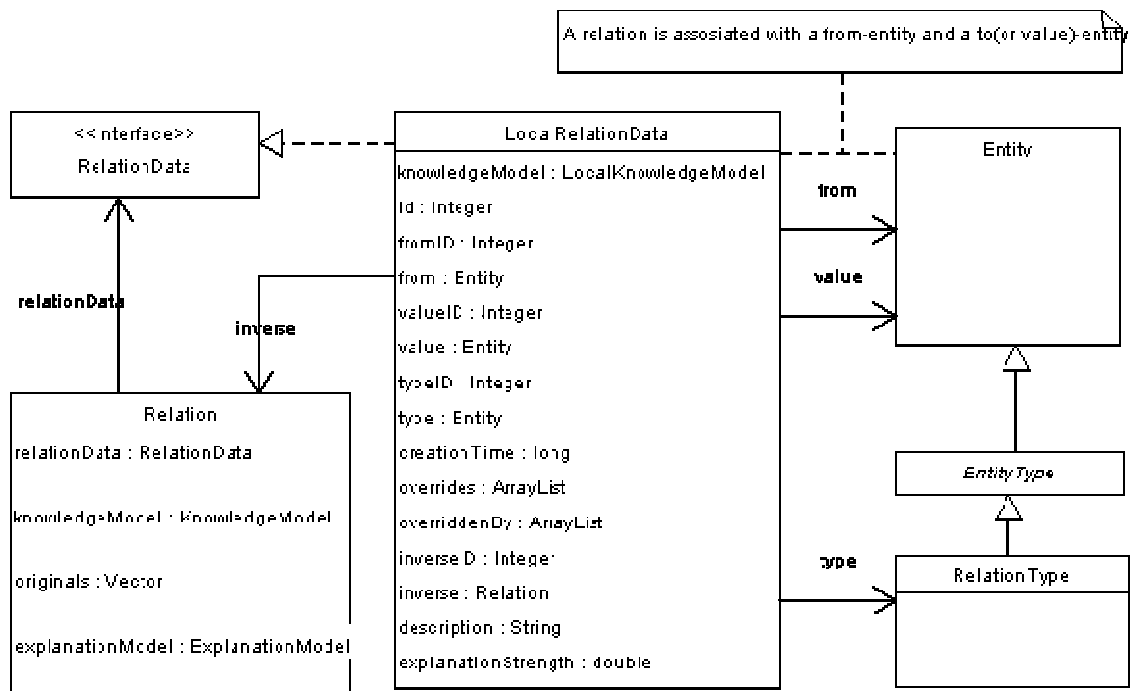 A relation is assosiated with a from-entity and a to(or value)-entity
<<Interface>>
RelationData
LocalRelationData
knowledgeModel : LocalKnowledgeModel
id : Integer
fromID : Integer
from : Entity
valueID : Integer
value : Entity
typeID : Integer
type : Entity
creationTime : long
overrides : ArrayList
overriddenBy : ArrayList
inverseID : Integer
inverse : Relation
description : String
explanationStrength : double
Entity
from
value
relationData
inverse
Relation
relationData : RelationData
knowledgeModel : KnowledgeModel
originals : Vector
explanationModel : ExplanationModel
EntityType
type
RelationType